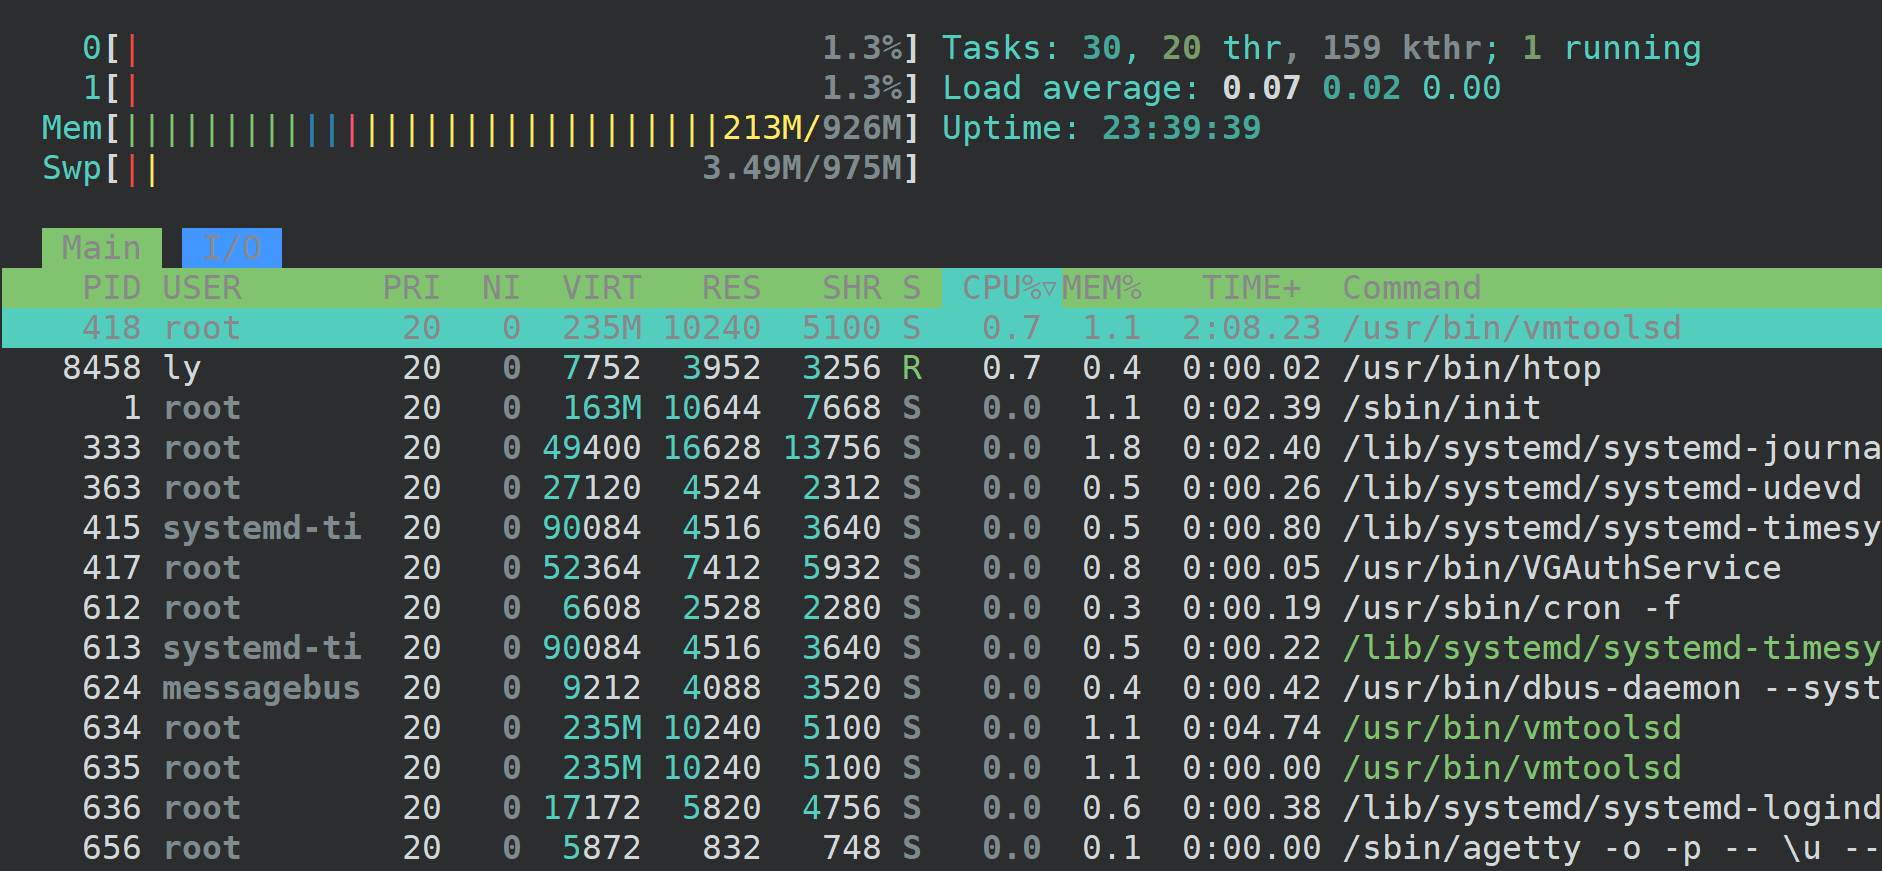 0[| 1.3%] Tasks: 30, 20 thr, 159 kthr; 1 running
1[| 1.3%] Load average: 0.07 0.02 0.00
Mem[||||||||||||||||||||||||||||||213M/926M] Uptime: 23:39:39
Swp[|| 3.49M/975M]
Main I/O
PID USER PRI NI VIRT RES SHR S CPU%▽MEM% TIME+ Command
418 root 20 0 235M 10240 5100 S 0.7 1.1 2:08.23 /usr/bin/vmtoolsd
8458 ly 20 0 7752 3952 3256 R 0.7 0.4 0:00.02 /usr/bin/htop
1 root 20 0 163M 10644 7668 S 0.0 1.1 0:02.39 /sbin/init
333 root 20 0 49400 16628 13756 S 0.0 1.8 0:02.40 /lib/systemd/systemd-journa
363 root 20 0 27120 4524 2312 S 0.0 0.5 0:00.26 /lib/systemd/systemd-udevd
415 systemd-ti 20 0 90084 4516 3640 S 0.0 0.5 0:00.80 /lib/systemd/systemd-timesy
417 root 20 0 52364 7412 5932 S 0.0 0.8 0:00.05 /usr/bin/VGAuthService
612 root 20 0 6608 2528 2280 S 0.0 0.3 0:00.19 /usr/sbin/cron -f
613 systemd-ti 20 0 90084 4516 3640 S 0.0 0.5 0:00.22 /lib/systemd/systemd-timesy
624 messagebus 20 0 9212 4088 3520 S 0.0 0.4 0:00.42 /usr/bin/dbus-daemon --syst
634 root 20 0 235M 10240 5100 S 0.0 1.1 0:04.74 /usr/bin/vmtoolsd
635 root 20 0 235M 10240 5100 S 0.0 1.1 0:00.00 /usr/bin/vmtoolsd
636 root 20 0 17172 5820 4756 S 0.0 0.6 0:00.38 /lib/systemd/systemd-logind
656 root 20 0 5872 832 748 S 0.0 0.1 0:00.00 /sbin/agetty -o -p -- \u --